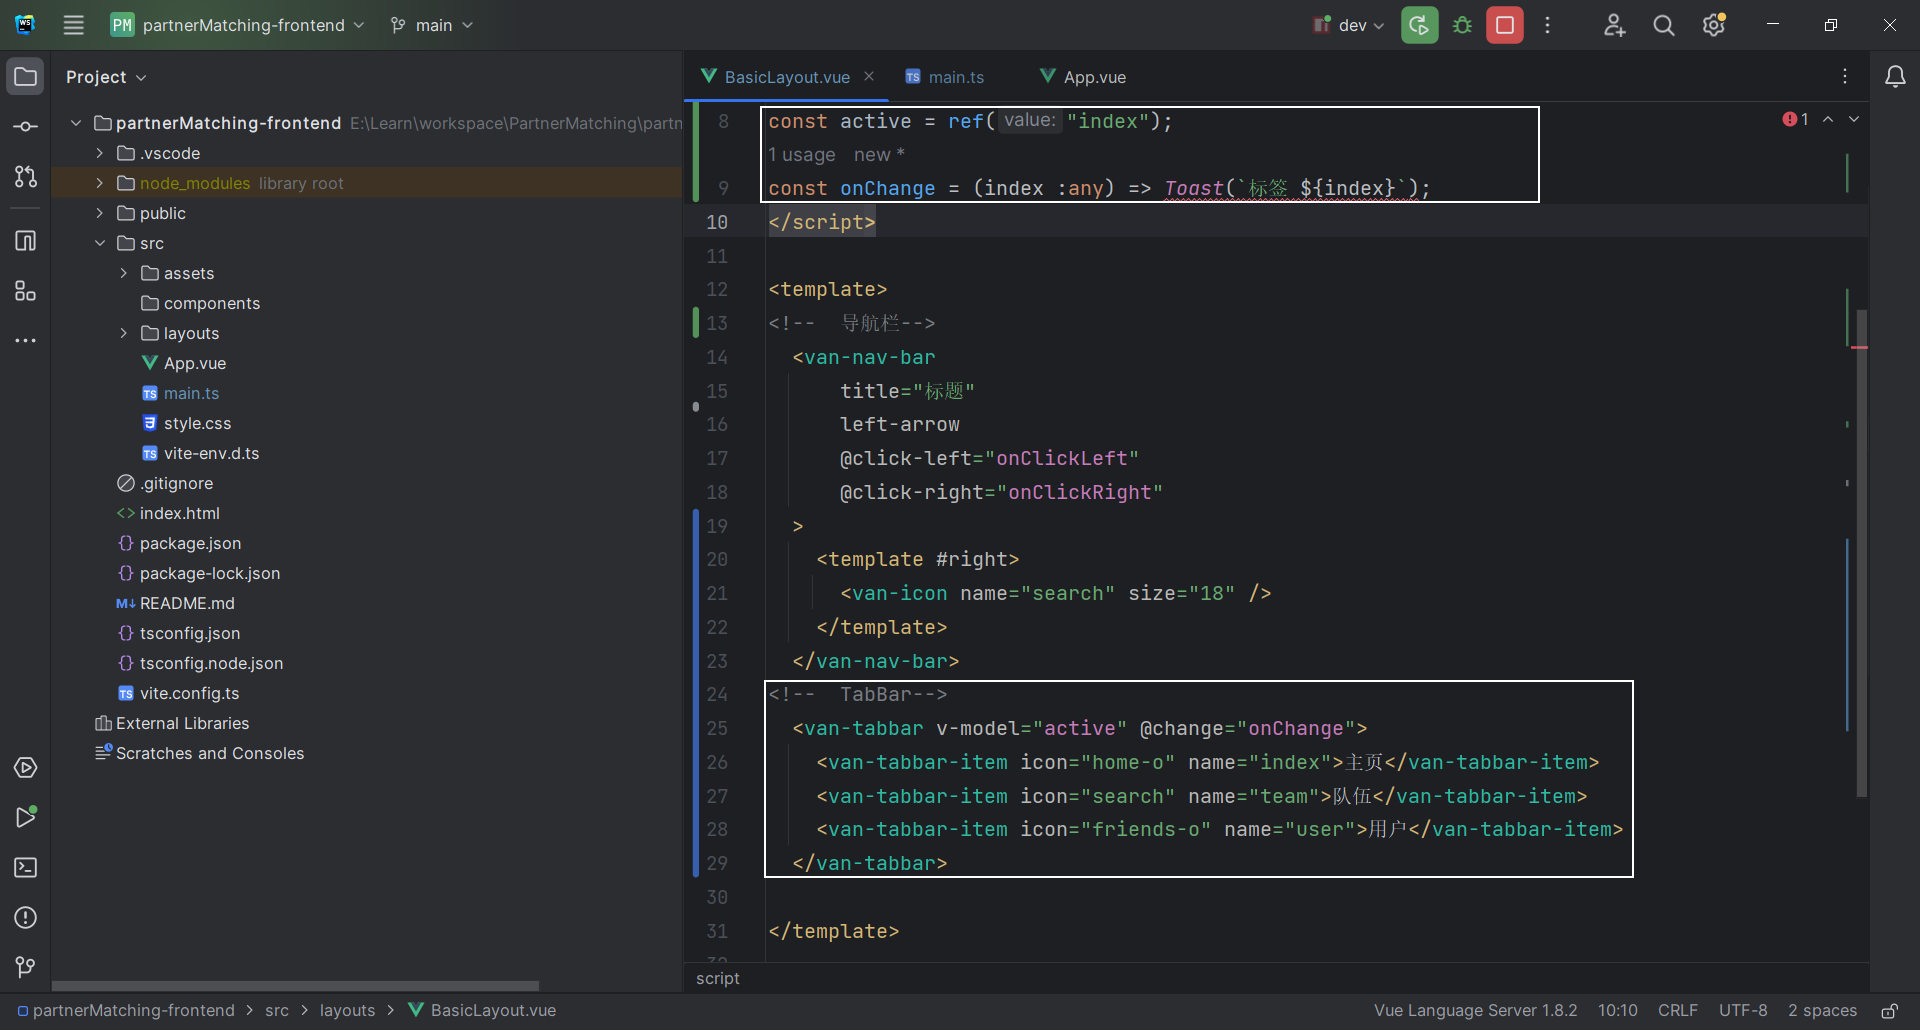 WS
PM partnerMatching-frontend main dev
Project
partnerMatching-frontend E:\Learn\workspace\PartnerMatching\partn
.vscode
node_modules library root
public
src
assets
components
layouts
App.vue
TS main.ts
style.css
TS vite-env.d.ts
.gitignore
<> index.html
{} package.json
{} package-lock.json
M↓ README.md
{} tsconfig.json
{} tsconfig.node.json
TS vite.config.ts
External Libraries
Scratches and Consoles
BasicLayout.vue × TS main.ts App.vue
1
8 const active = ref( value: "index");
1 usage new *
9 const onChange = (index :any) => Toast(`标签 ${index}`);
10 </script>
11
12 <template>
13 <!-- 导航栏-->
14 <van-nav-bar
15 title="标题"
16 left-arrow
17 @click-left="onClickLeft"
18 @click-right="onClickRight"
19 >
20 <template #right>
21 <van-icon name="search" size="18" />
22 </template>
23 </van-nav-bar>
24 <!-- TabBar-->
25 <van-tabbar v-model="active" @change="onChange">
26 <van-tabbar-item icon="home-o" name="index">主页</van-tabbar-item>
27 <van-tabbar-item icon="search" name="team">队伍</van-tabbar-item>
28 <van-tabbar-item icon="friends-o" name="user">用户</van-tabbar-item>
29 </van-tabbar>
30
31 </template>
script
partnerMatching-frontend > src > layouts > BasicLayout.vue
Vue Language Server 1.8.2 10:10 CRLF UTF-8 2 spaces